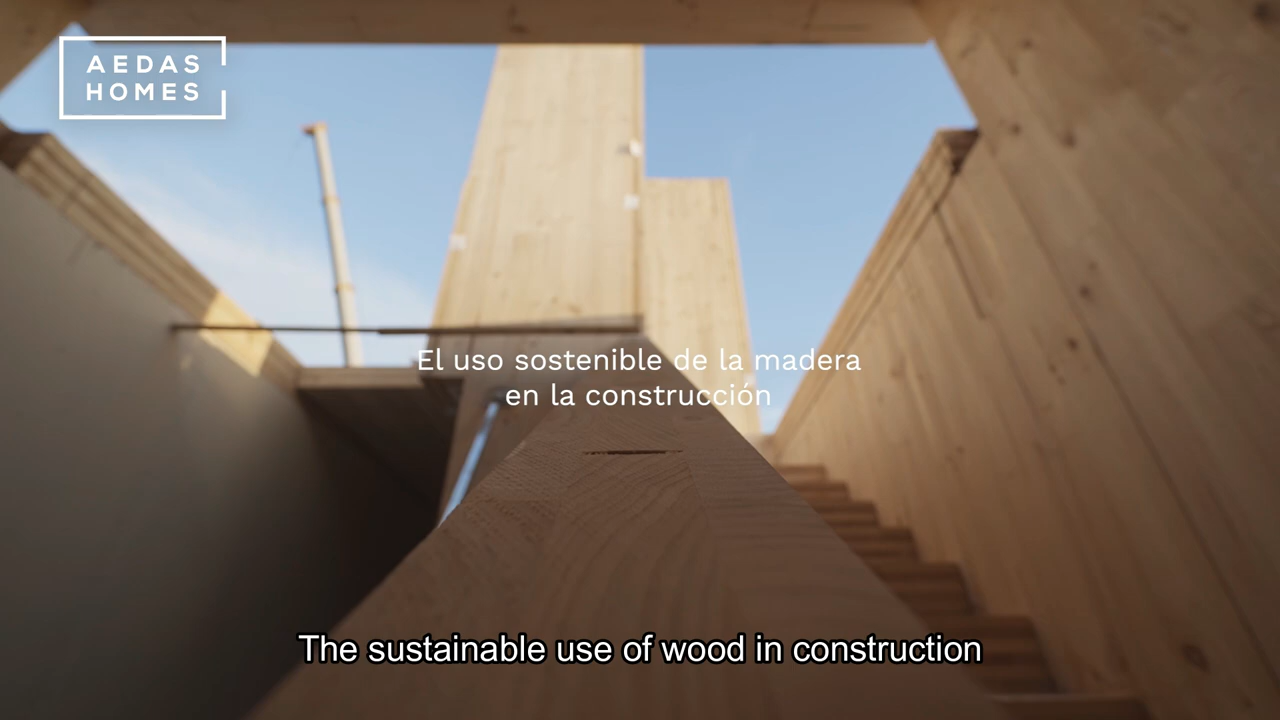 AEDAS
HOMES
El uso sostenible de la madera
en la construcción
The sustainable use of wood in construction